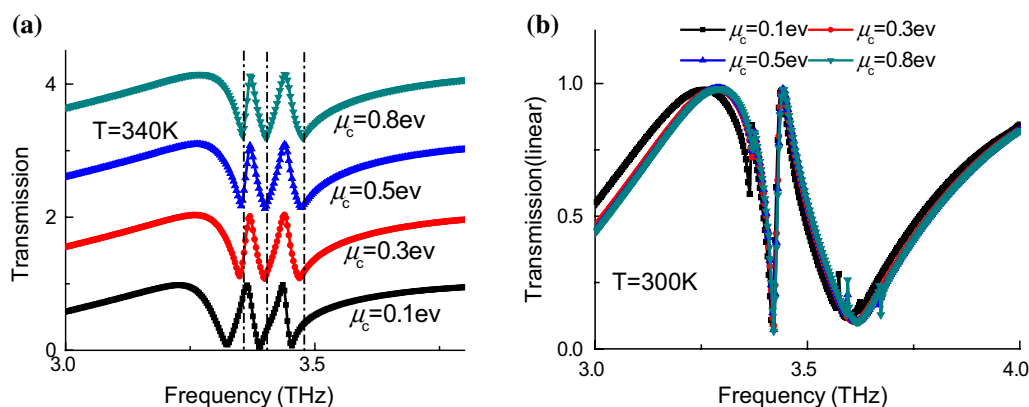 (a)
4
2
0
3.0
3.5
Transmission
Frequency (THz)
T=340K
μc=0.8ev
μc=0.5ev
μc=0.3ev
μc=0.1ev
(b)
μc=0.1ev μc=0.3ev
μc=0.5ev μc=0.8ev
1.0
0.5
0.0
3.0
3.5
4.0
Transmission(linear)
Frequency (THz)
T=300K